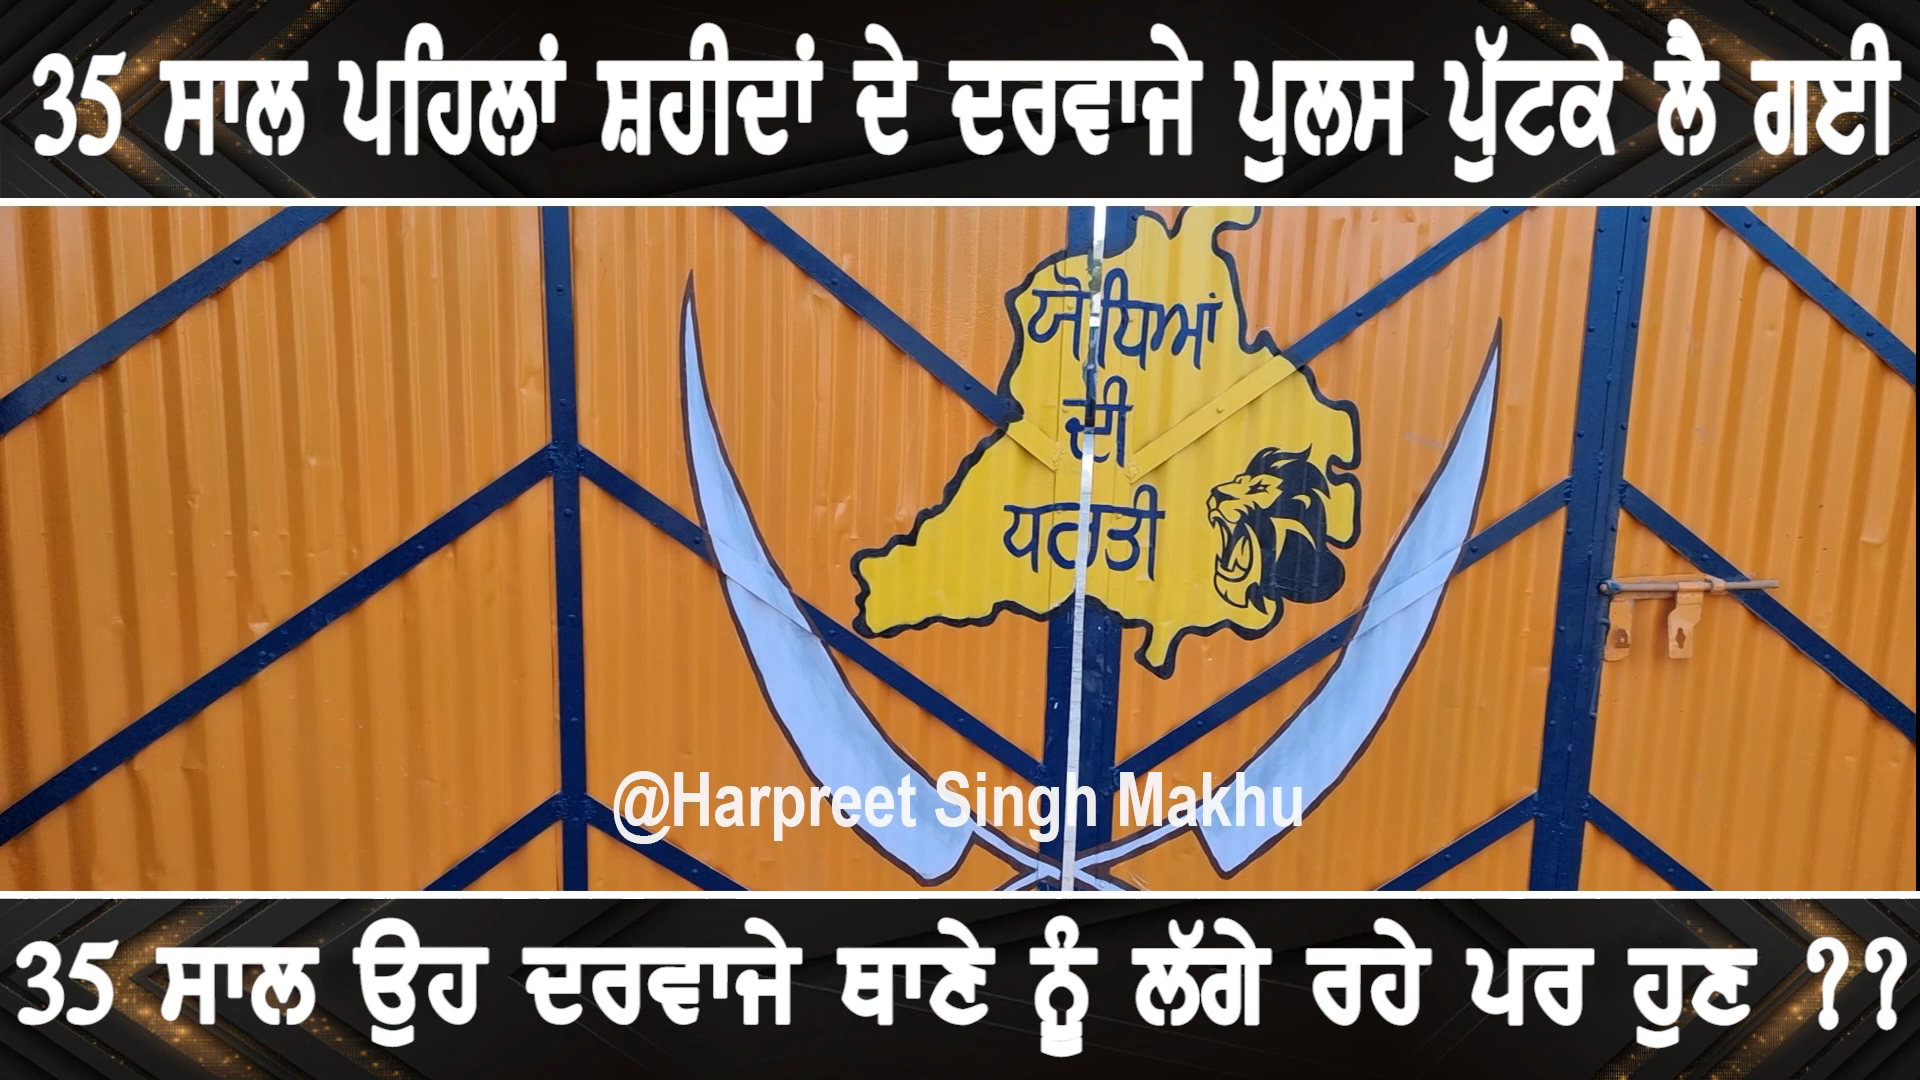 35 ਸਾਲ ਪਹਿਲਾਂ ਸ਼ਹੀਦਾਂ ਦੇ ਦਰਵਾਜੇ ਪੁਲਸ ਪੁੱਟਕੇ ਲੈ ਗਈ
ਯੋਧਿਆਂ
ਦੀ
ਧਰਤੀ
@Harpreet Singh Makhu
35 ਸਾਲ ਉਹ ਦਰਵਾਜੇ ਥਾਣੇ ਨੂੰ ਲੱਗੇ ਰਹੇ ਪਰ ਹੁਣ ??